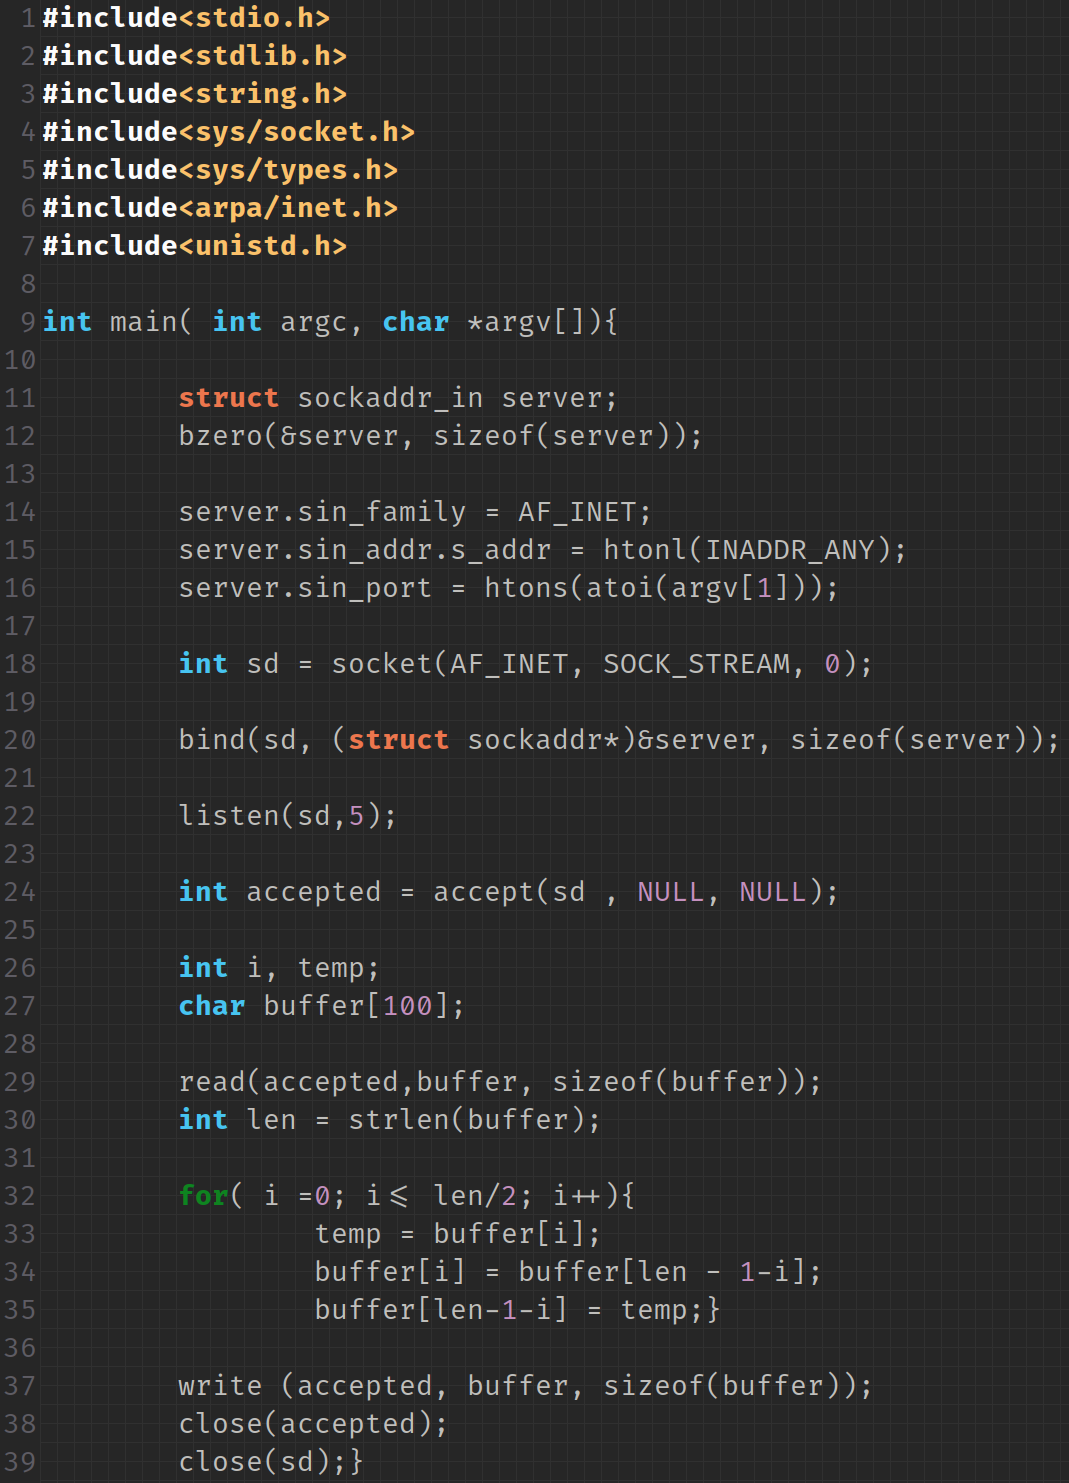 1 #include<stdio.h>
2 #include<stdlib.h>
3 #include<string.h>
4 #include<sys/socket.h>
5 #include<sys/types.h>
6 #include<arpa/inet.h>
7 #include<unistd.h>
8
9 int main( int argc, char *argv[]){
10
11         struct sockaddr_in server;
12         bzero(&server, sizeof(server));
13
14         server.sin_family = AF_INET;
15         server.sin_addr.s_addr = htonl(INADDR_ANY);
16         server.sin_port = htons(atoi(argv[1]));
17
18         int sd = socket(AF_INET, SOCK_STREAM, 0);
19
20         bind(sd, (struct sockaddr*)&server, sizeof(server));
21
22         listen(sd,5);
23
24         int accepted = accept(sd , NULL, NULL);
25
26         int i, temp;
27         char buffer[100];
28
29         read(accepted,buffer, sizeof(buffer));
30         int len = strlen(buffer);
31
32         for( i =0; i<= len/2; i++){
33                 temp = buffer[i];
34                 buffer[i] = buffer[len - 1-i];
35                 buffer[len-1-i] = temp;}
36
37         write (accepted, buffer, sizeof(buffer));
38         close(accepted);
39         close(sd);}